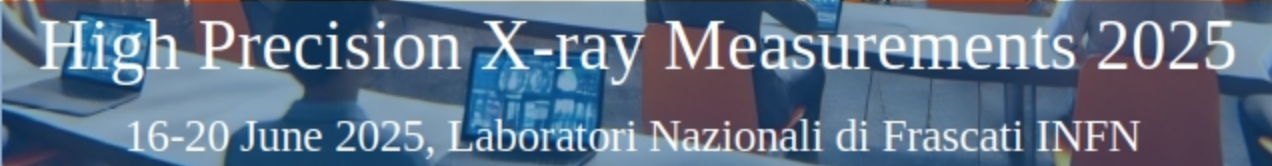 High Precision X-ray Measurements 2025
16-20 June 2025, Laboratori Nazionali di Frascati INFN